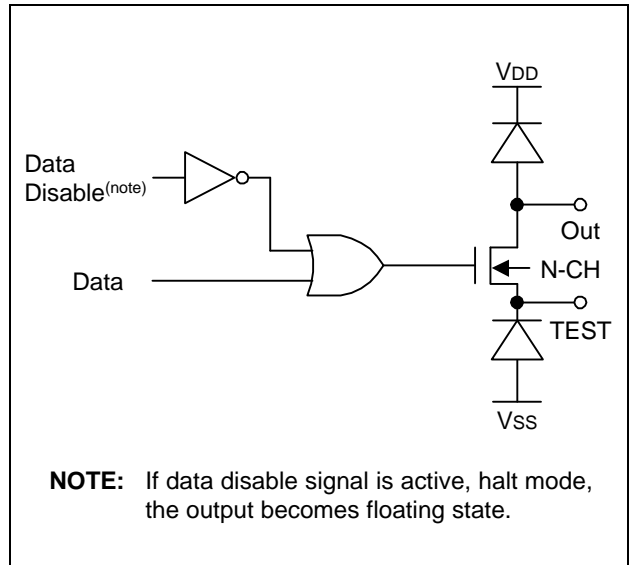 VDD
Data
Disable(note)
Out
Data
N-CH
TEST
VSS
NOTE: If data disable signal is active, halt mode,
the output becomes floating state.